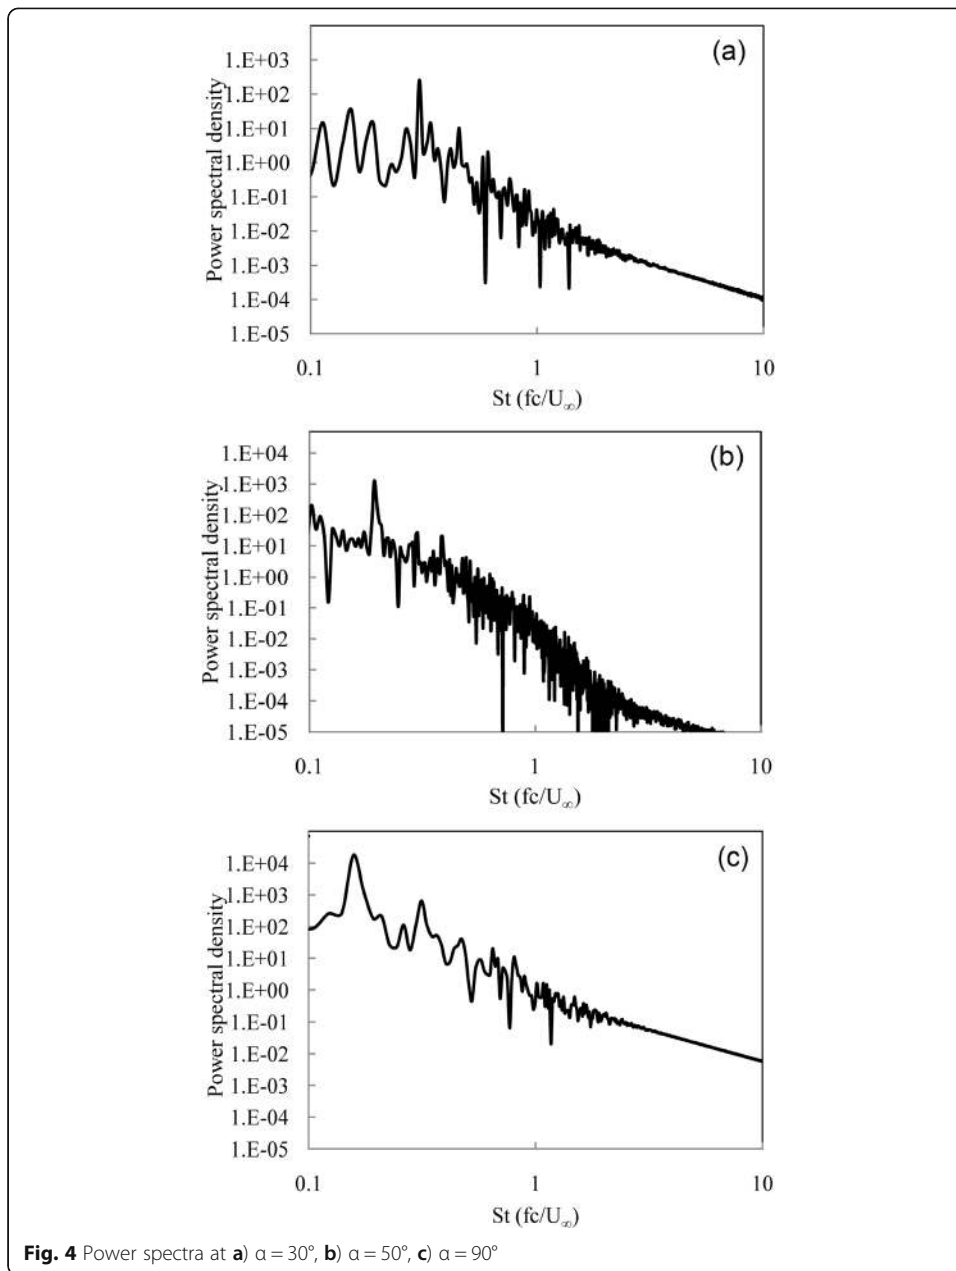 (a)
Power spectral density
1.E+03
1.E+02
1.E+01
1.E+00
1.E-01
1.E-02
1.E-03
1.E-04
1.E-05
0.1 1 10
St (fc/U∞)
(b)
Power spectral density
1.E+04
1.E+03
1.E+02
1.E+01
1.E+00
1.E-01
1.E-02
1.E-03
1.E-04
1.E-05
0.1 1 10
St (fc/U∞)
(c)
Power spectral density
1.E+04
1.E+03
1.E+02
1.E+01
1.E+00
1.E-01
1.E-02
1.E-03
1.E-04
1.E-05
0.1 1 10
St (fc/U∞)
Fig. 4 Power spectra at a) α = 30°, b) α = 50°, c) α = 90°